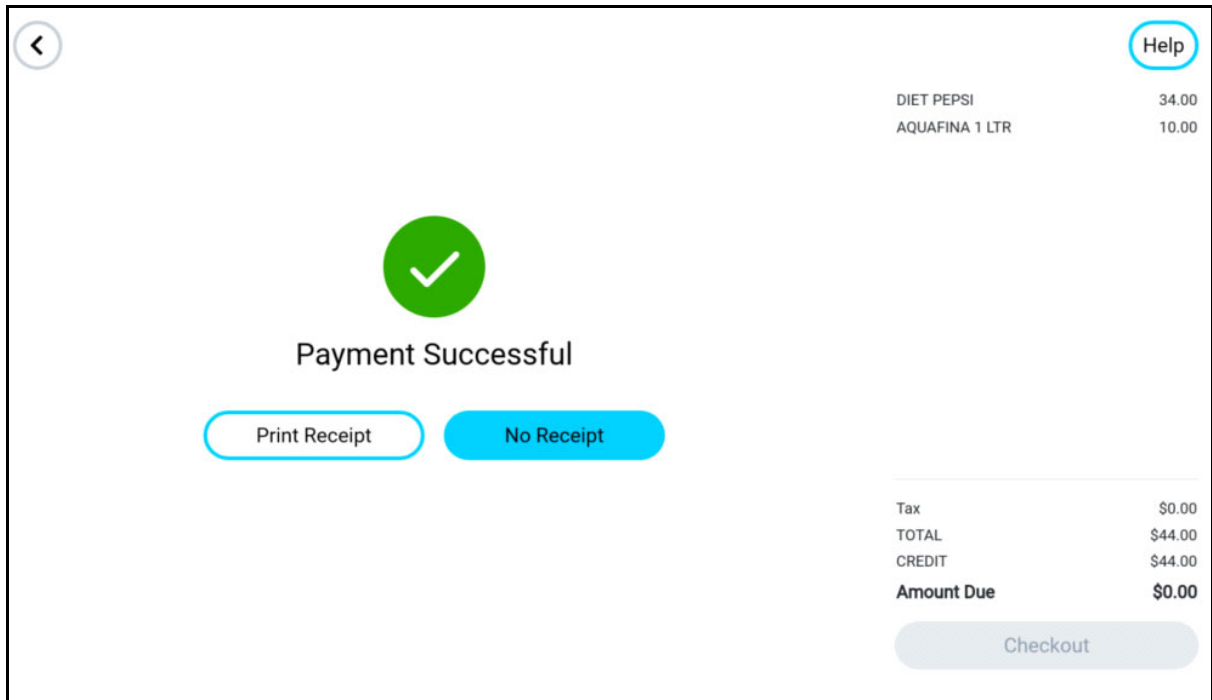 Help
DIET PEPSI 34.00
AQUAFINA 1 LTR 10.00
Payment Successful
Print Receipt No Receipt
Tax $0.00
TOTAL $44.00
CREDIT $44.00
Amount Due $0.00
Checkout